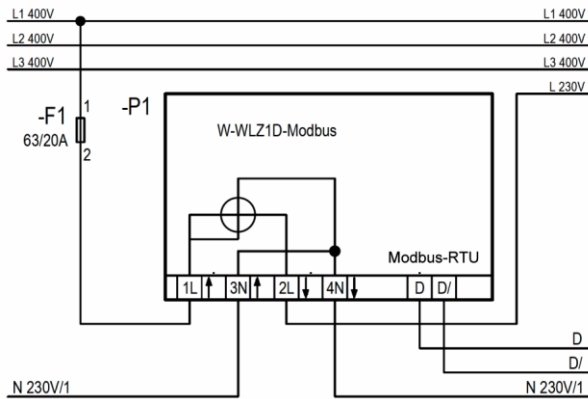 L1 400V L1 400V
L2 400V L2 400V
L3 400V L3 400V
L 230V
1
-F1 -P1
63/20A
2
W-WLZ1D-Modbus
Modbus-RTU
1L 3N 2L 4N D D/
D
D/
N 230V/1 N 230V/1